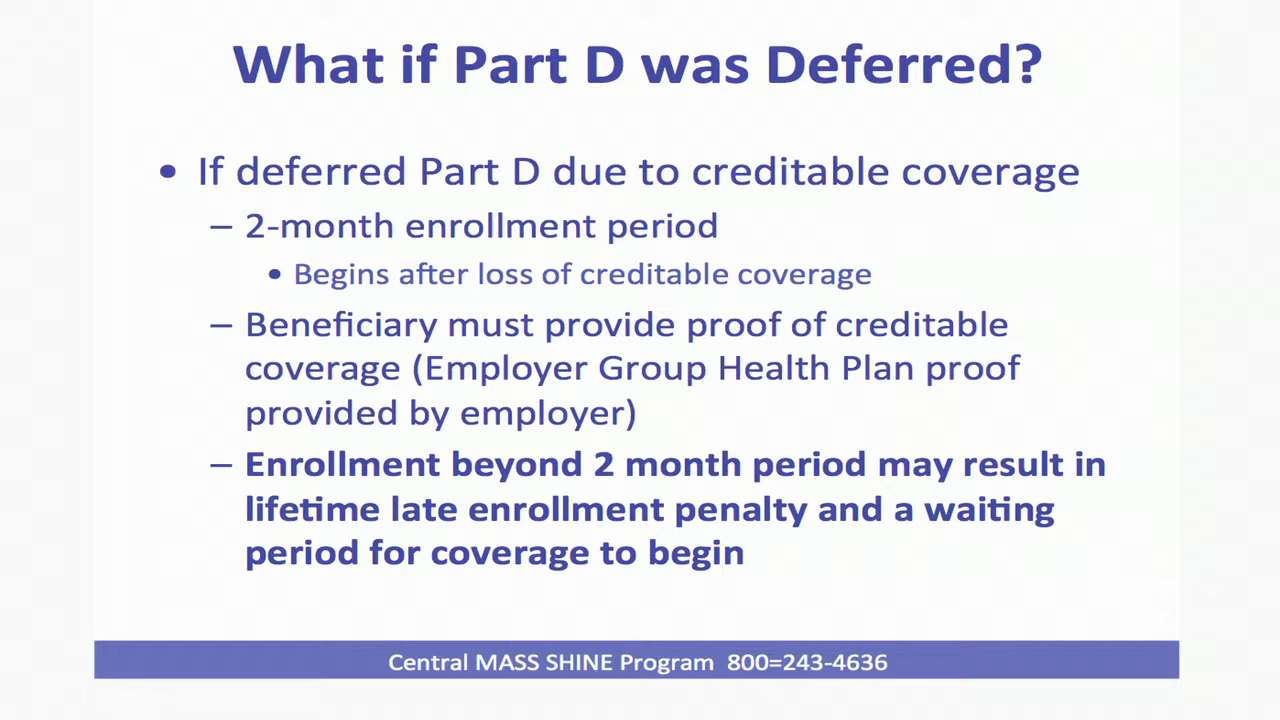 What if Part D was Deferred?
• If deferred Part D due to creditable coverage
– 2-month enrollment period
• Begins after loss of creditable coverage
– Beneficiary must provide proof of creditable
coverage (Employer Group Health Plan proof
provided by employer)
– Enrollment beyond 2 month period may result in
lifetime late enrollment penalty and a waiting
period for coverage to begin
Central MASS SHINE Program 800=243-4636